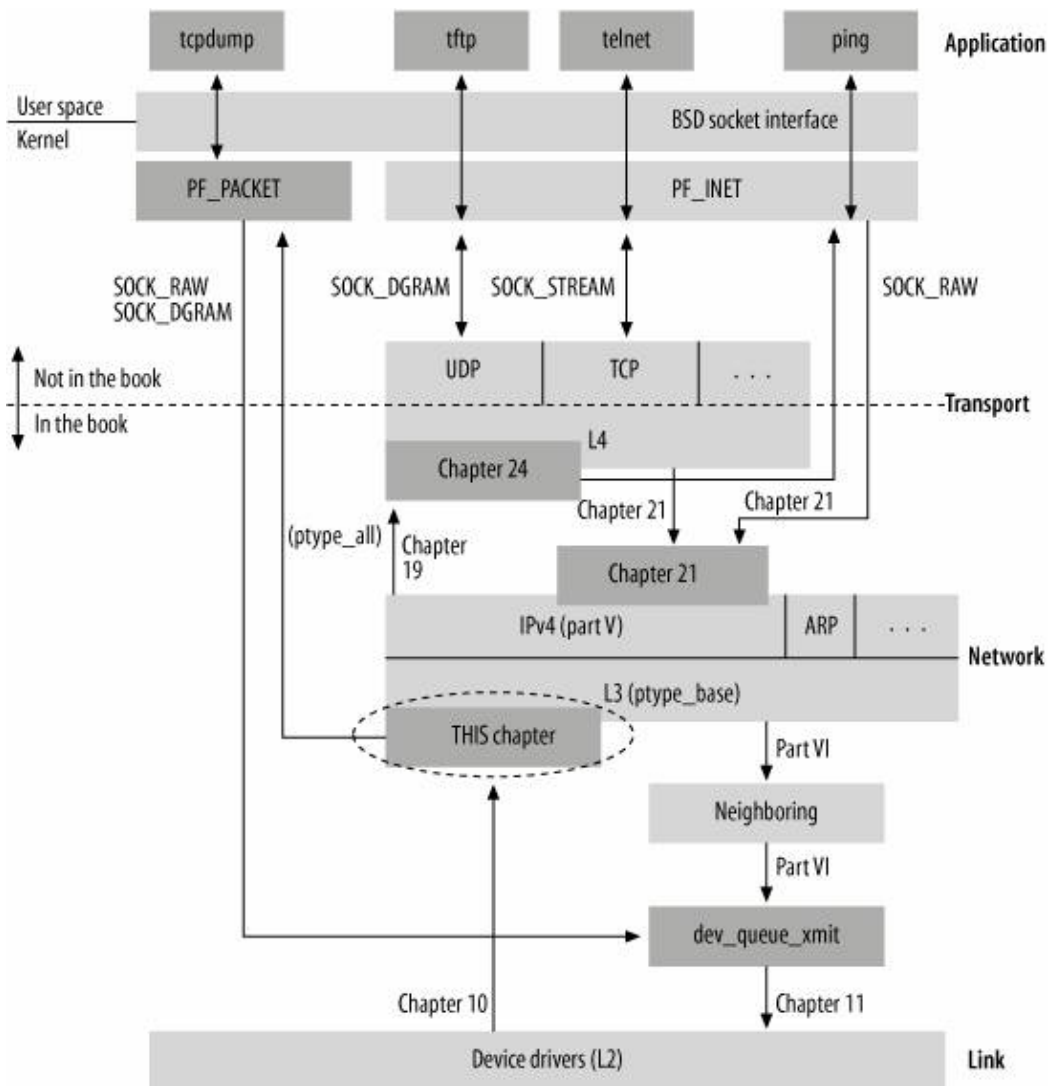 tcpdump
tftp
telnet
ping
Application
User space
BSD socket interface
Kernel
PF_PACKET
PF_INET
SOCK_RAW
SOCK_DGRAM
SOCK_DGRAM
SOCK_STREAM
SOCK_RAW
UDP
TCP
. . .
Not in the book
Transport
In the book
L4
Chapter 24
Chapter 21
Chapter 21
(ptype_all)
Chapter
19
Chapter 21
IPv4 (part V)
ARP
. . .
Network
L3 (ptype_base)
THIS chapter
Part VI
Neighboring
Part VI
dev_queue_xmit
Chapter 10
Chapter 11
Device drivers (L2)
Link